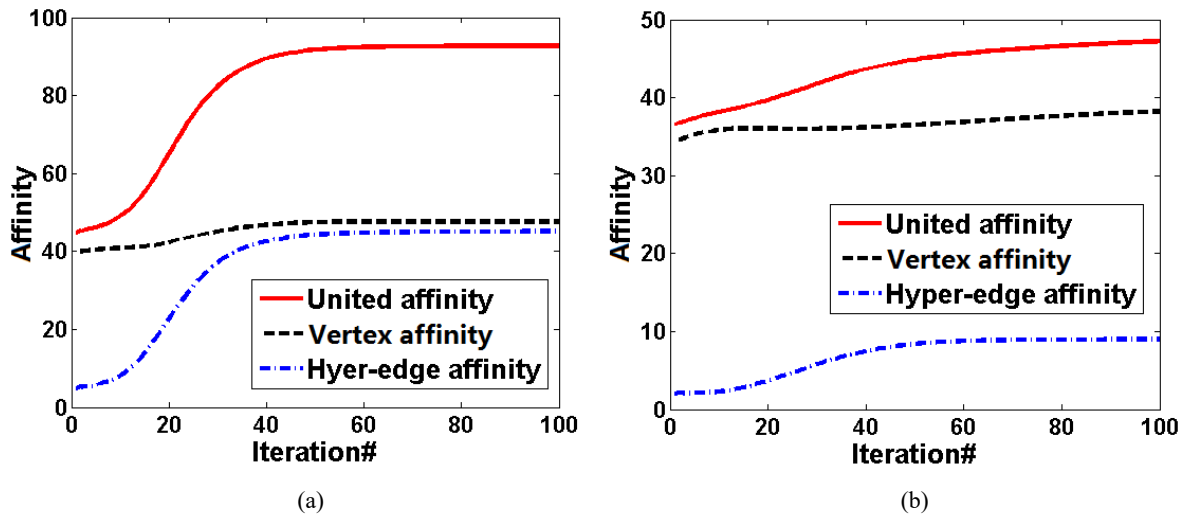 100
80
60
40
20
0
Affinity
0 20 40 60 80 100
Iteration#
United affinity
Vertex affinity
Hyer-edge affinity
(a)
50
40
30
20
10
0
Affinity
0 20 40 60 80 100
Iteration#
United affinity
Vertex affinity
Hyper-edge affinity
(b)